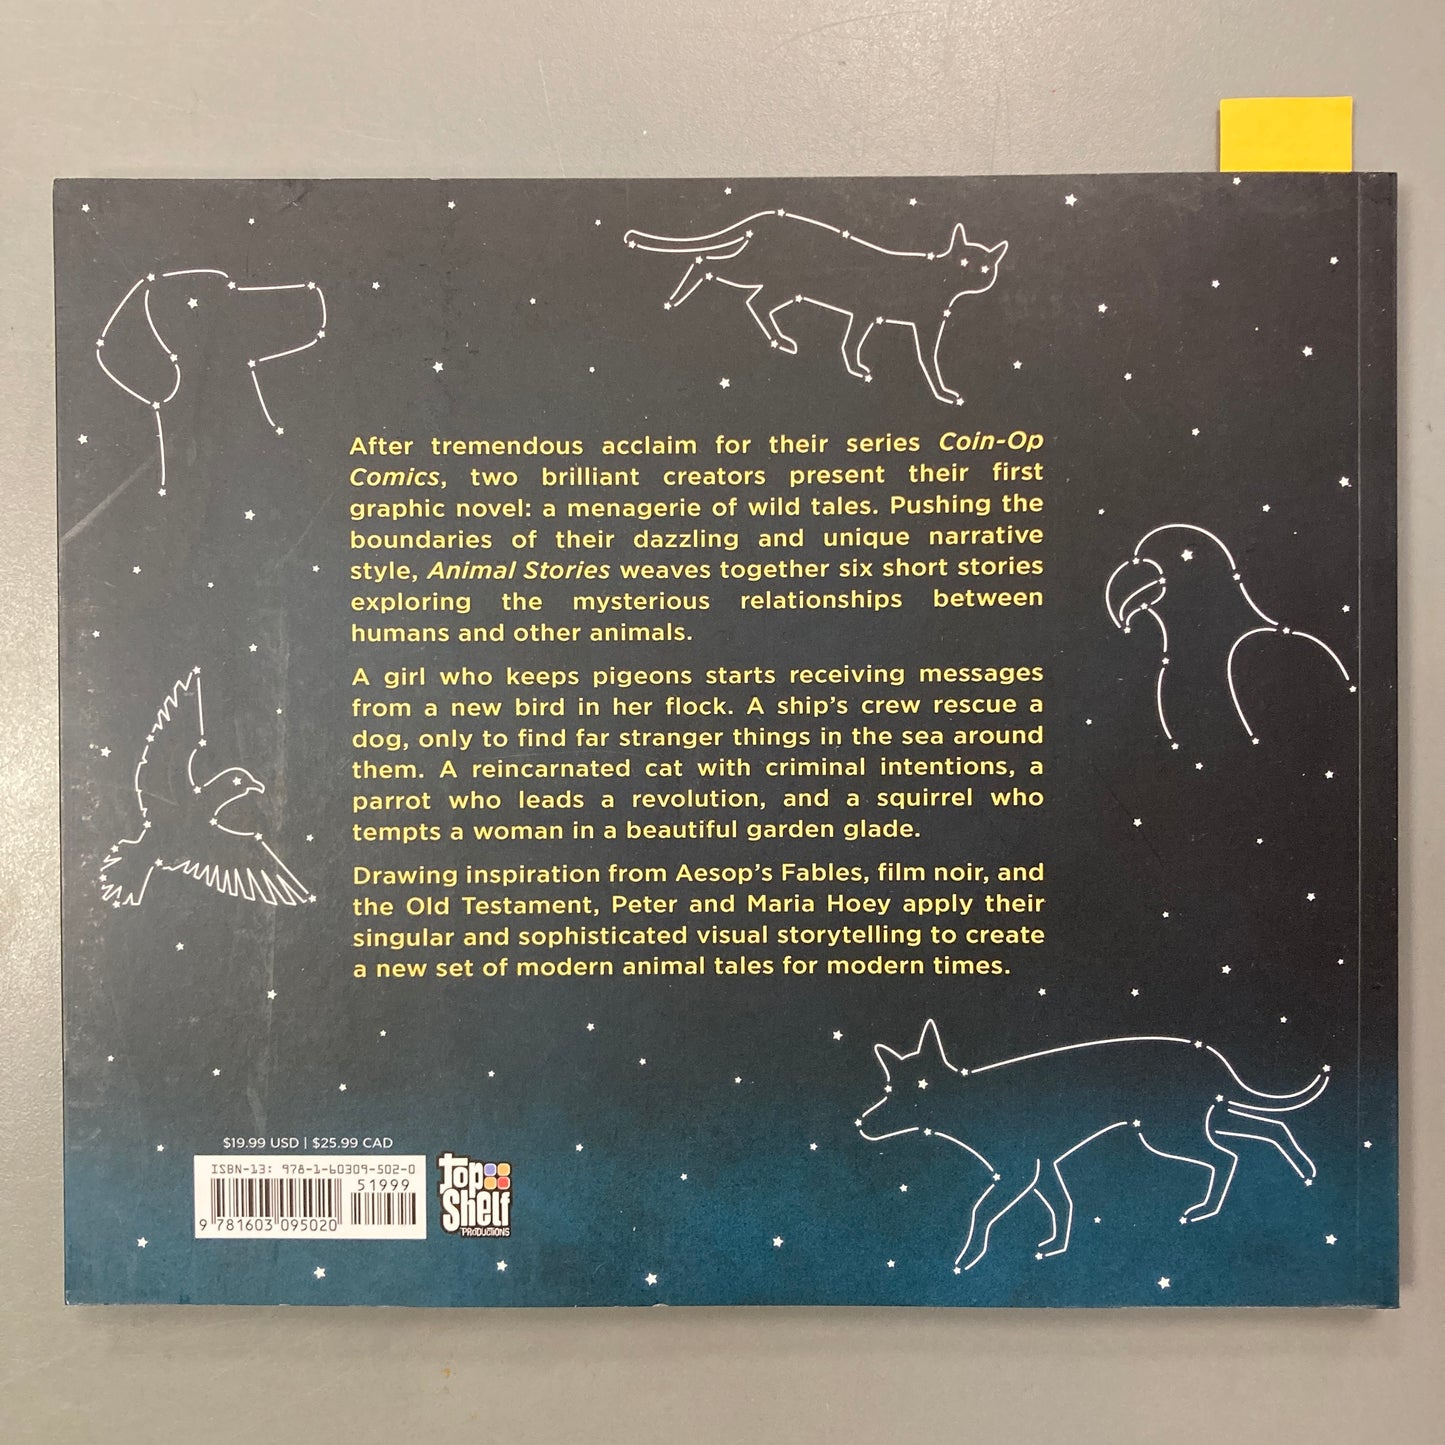 After tremendous acclaim for their series Coin-Op
Comics, two brilliant creators present their first
graphic novel: a menagerie of wild tales. Pushing the
boundaries of their dazzling and unique narrative
style, Animal Stories weaves together six short stories
exploring the mysterious relationships between
humans and other animals.
A girl who keeps pigeons starts receiving messages
from a new bird in her flock. A ship's crew rescue a
dog, only to find far stranger things in the sea around
them. A reincarnated cat with criminal intentions, a
parrot who leads a revolution, and a squirrel who
tempts a woman in a beautiful garden glade.
Drawing inspiration from Aesop's Fables, film noir, and
the Old Testament, Peter and Maria Hoey apply their
singular and sophisticated visual storytelling to create
a new set of modern animal tales for modern times.
$19.99 USD | $25.99 CAD
ISBN-13: 978-1-60309-502-0
51999
9 781603 095020
Top
Shelf
PRODUCTIONS